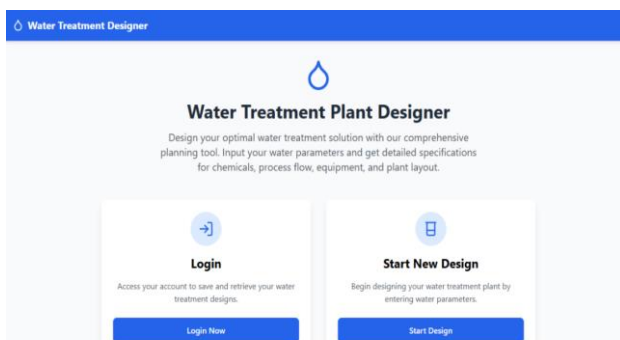 Water Treatment Designer
Water Treatment Plant Designer
Design your optimal water treatment solution with our comprehensive
planning tool. Input your water parameters and get detailed specifications
for chemicals, process flow, equipment, and plant layout.
Login
Access your account to save and retrieve your water
treatment designs.
Login Now
Start New Design
Begin designing your water treatment plant by
entering water parameters.
Start Design